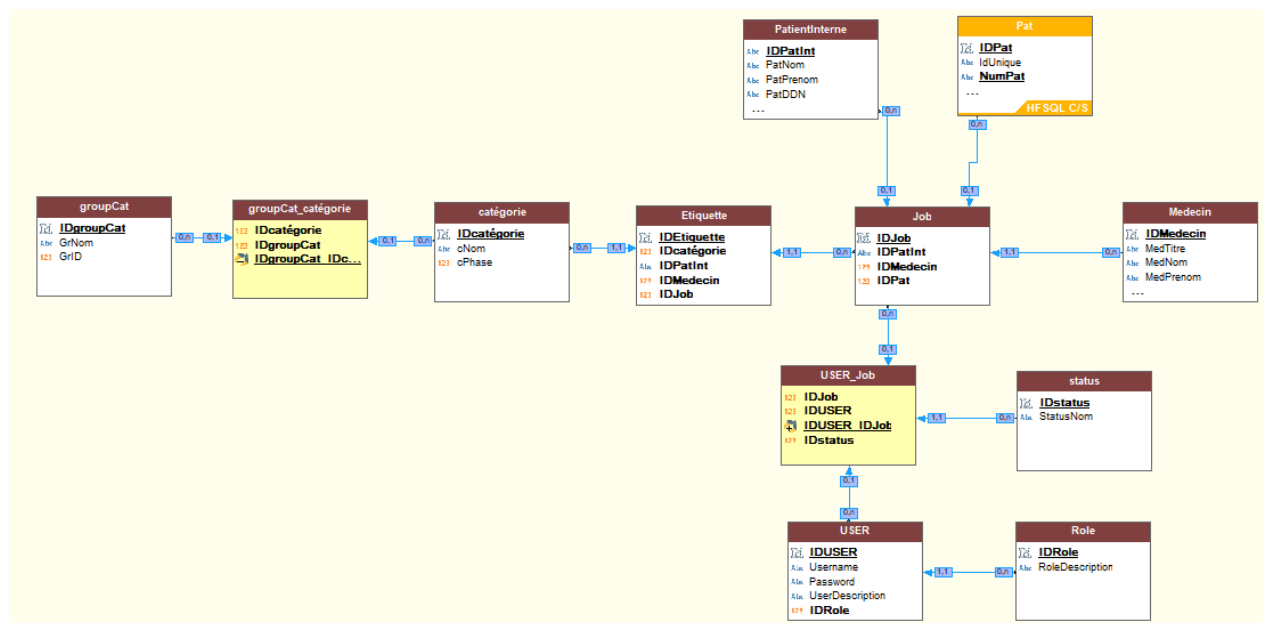 PatientInterne
IDPatInt
PatNom
PatPrenom
PatDDN
...
Pat
IDPat
IdUnique
NumPat
...
HFSQL C/S
0,n
0,n
0,1
0,1
groupCat
IDgroupCat
GrNom
GrID
0,n
0,1
groupCat_catégorie
IDcatégorie
IDgroupCat
IDgroupCat_IDc...
0,1
0,n
catégorie
IDcatégorie
cNom
cPhase
0,n
1,1
Etiquette
IDEtiquette
IDcatégorie
IDPatInt
IDMedecin
IDJob
1,1
0,n
Job
IDJob
IDPatInt
IDMedecin
IDPat
1,1
0,n
Medecin
IDMedecin
MedTitre
MedNom
MedPrenom
...
0,n
0,1
USER_Job
IDJob
IDUSER
IDUSER_IDJob
IDstatus
1,1
0,n
status
IDstatus
StatusNom
0,1
0,n
USER
IDUSER
Username
Password
UserDescription
IDRole
1,1
0,n
Role
IDRole
RoleDescription